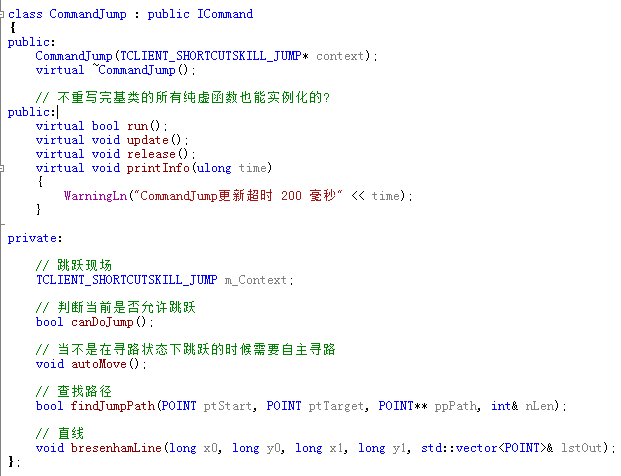 class CommandJump : public ICommand
{
public:
CommandJump(TCLIENT_SHORTCUTSKILL_JUMP* context);
virtual ~CommandJump();
// 不重写完基类的所有纯虚函数也能实例化的?
public:
virtual bool run();
virtual void update();
virtual void release();
virtual void printInfo(ulong time)
{
WarningLn("CommandJump更新超时 200 毫秒" << time);
}
private:
// 跳跃现场
TCLIENT_SHORTCUTSKILL_JUMP m_Context;
// 判断当前是否允许跳跃
bool canDoJump();
// 当不是在寻路状态下跳跃的时候需要自主寻路
void autoMove();
// 查找路径
bool findJumpPath(POINT ptStart, POINT ptTarget, POINT** ppPath, int& nLen);
// 直线
void bresenhamLine(long x0, long y0, long x1, long y1, std::vector<POINT>& lstOut);
};